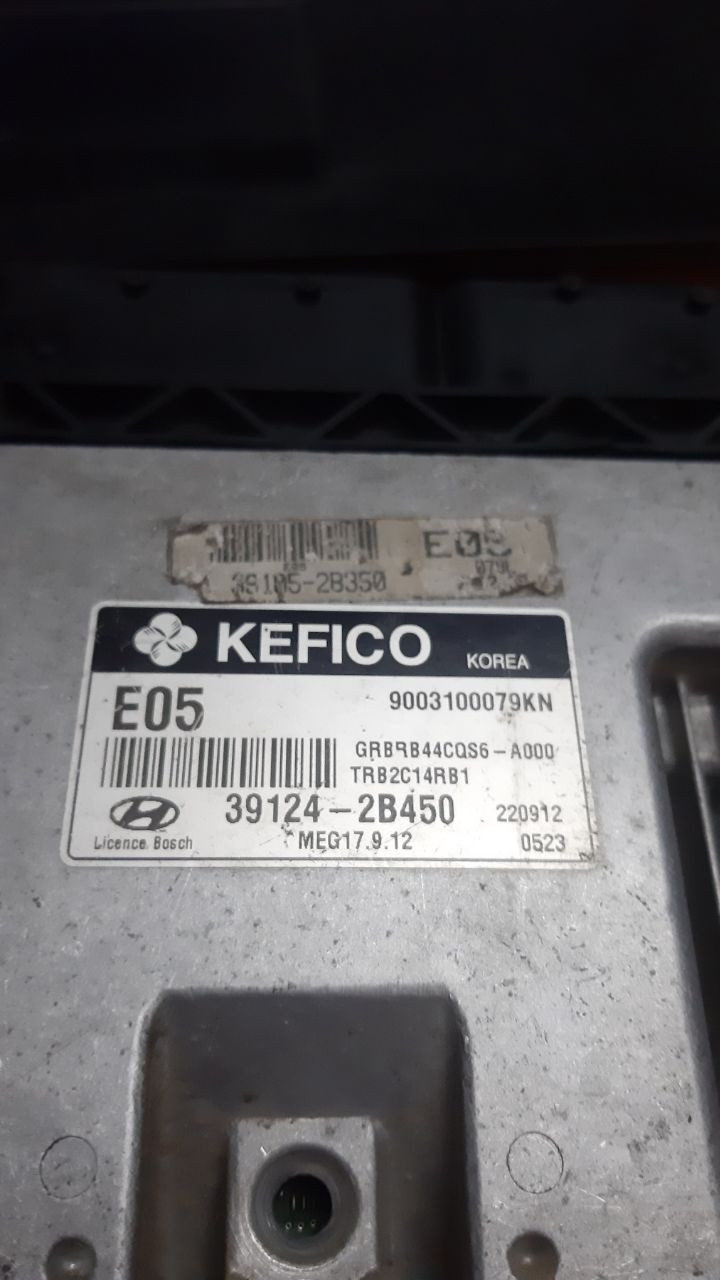 E05
39105-2B350
KEFICO KOREA
E05 9003100079KN
GRBRB44CQS6-A000
TRB2C14RB1
39124-2B450 220912
Licence Bosch MEG17.9.12 0523